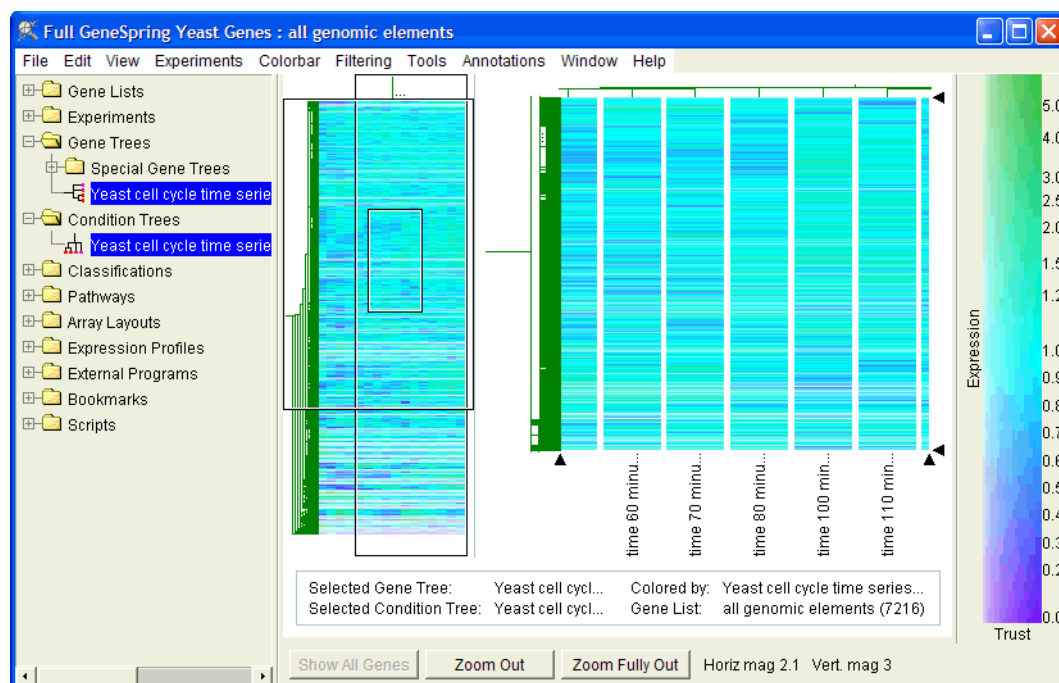 Full GeneSpring Yeast Genes : all genomic elements
File Edit View Experiments Colorbar Filtering Tools Annotations Window Help
Gene Lists
Experiments
Gene Trees
Special Gene Trees
Yeast cell cycle time serie
Condition Trees
Yeast cell cycle time serie
Classifications
Pathways
Array Layouts
Expression Profiles
External Programs
Bookmarks
Scripts
...
time 60 minu...
time 70 minu...
time 80 minu...
time 100 min...
time 110 min...
Selected Gene Tree: Yeast cell cycl... Colored by: Yeast cell cycle time series...
Selected Condition Tree: Yeast cell cycl... Gene List: all genomic elements (7216)
Show All Genes Zoom Out Zoom Fully Out Horiz mag 2.1 Vert. mag 3
Expression
5.0
4.0
3.0
2.5
2.0
1.5
1.2
1.0
0.9
0.8
0.7
0.6
0.5
0.4
0.3
0.2
0.0
Trust